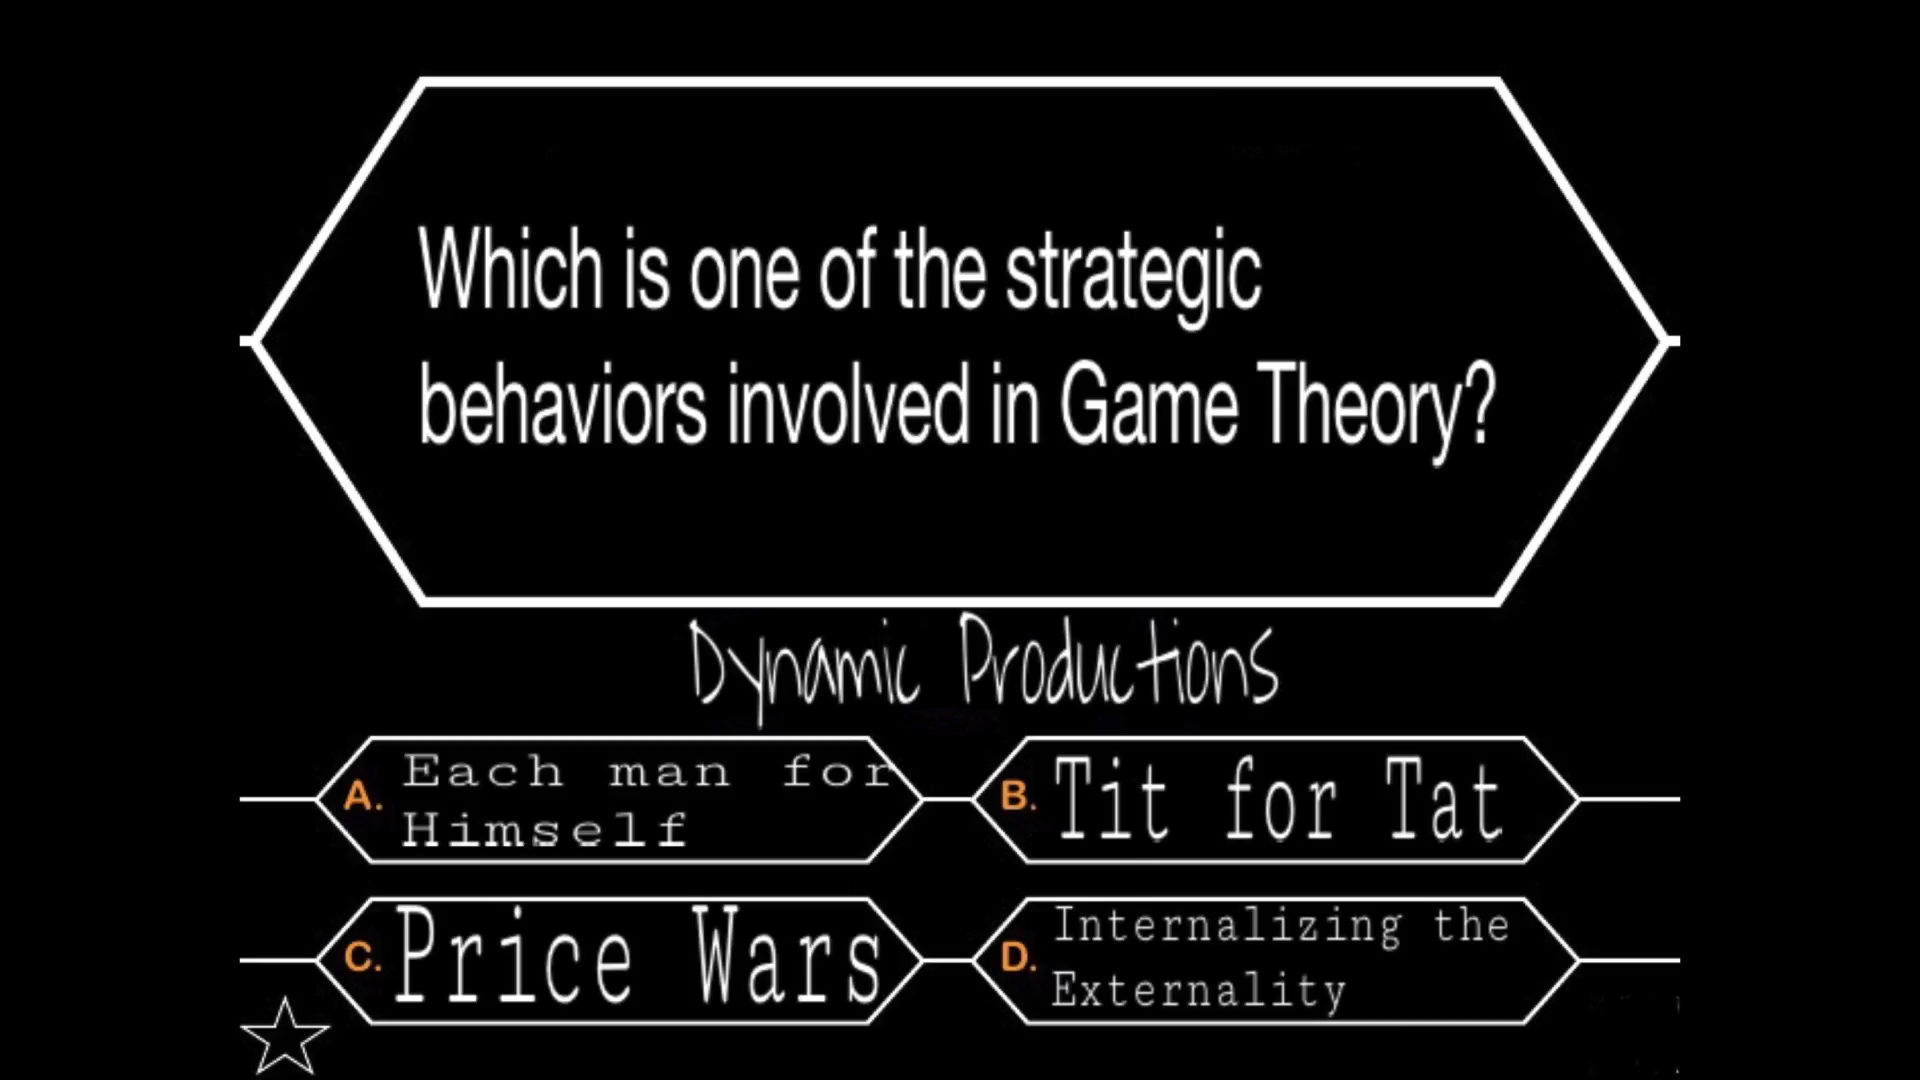 Which is one of the strategic
behaviors involved in Game Theory?
Dynamic Productions
A. Each man for
Himself
B. Tit for Tat
C. Price Wars
D. Internalizing the
Externality